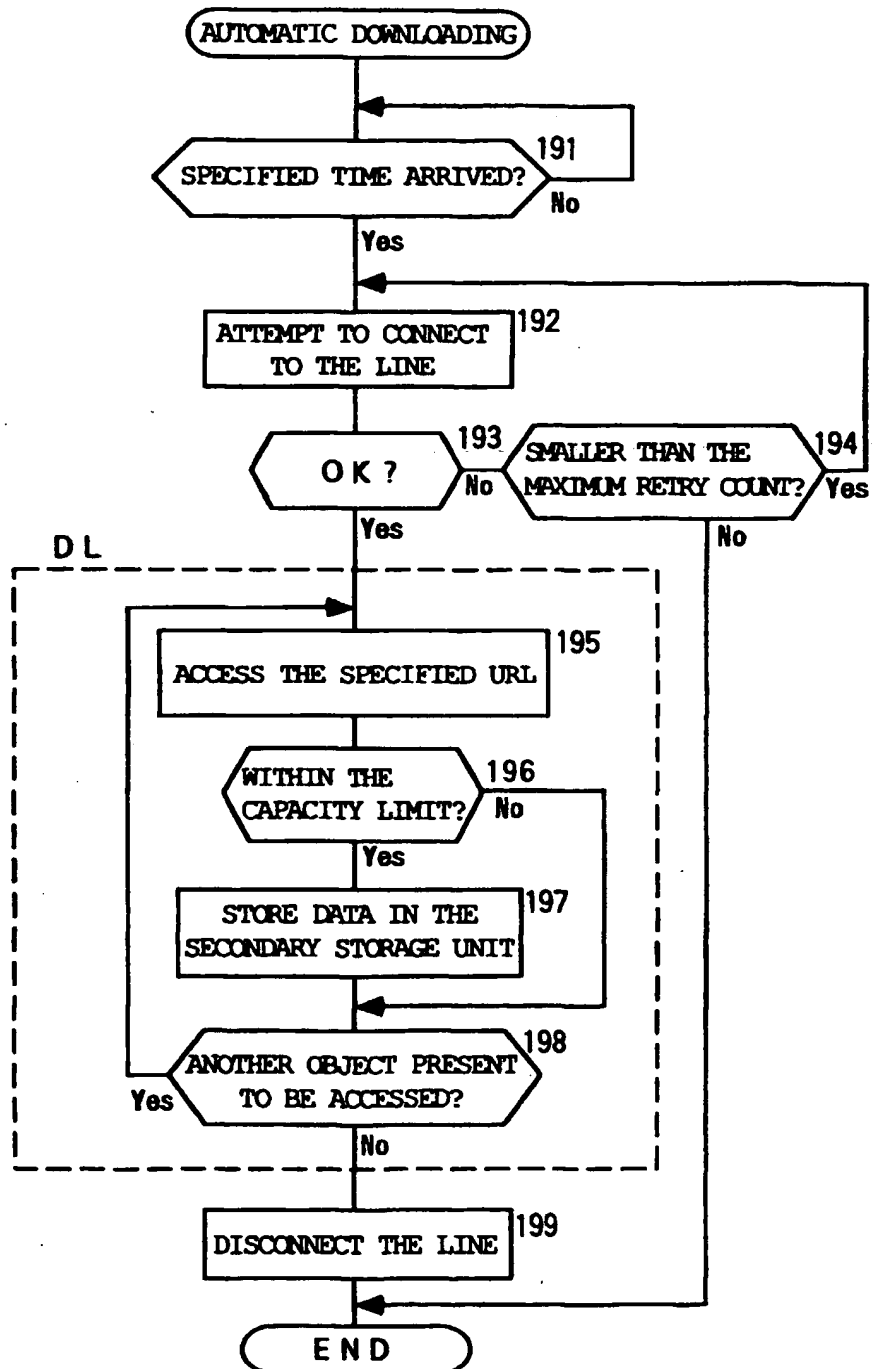 AUTOMATIC DOWNLOADING
191
SPECIFIED TIME ARRIVED?
No
Yes
192
ATTEMPT TO CONNECT
TO THE LINE
193
OK?
No
Yes
194
SMALLER THAN THE
MAXIMUM RETRY COUNT?
Yes
No
DL
195
ACCESS THE SPECIFIED URL
196
WITHIN THE
CAPACITY LIMIT?
No
Yes
197
STORE DATA IN THE
SECONDARY STORAGE UNIT
198
ANOTHER OBJECT PRESENT
TO BE ACCESSED?
Yes
No
199
DISCONNECT THE LINE
END